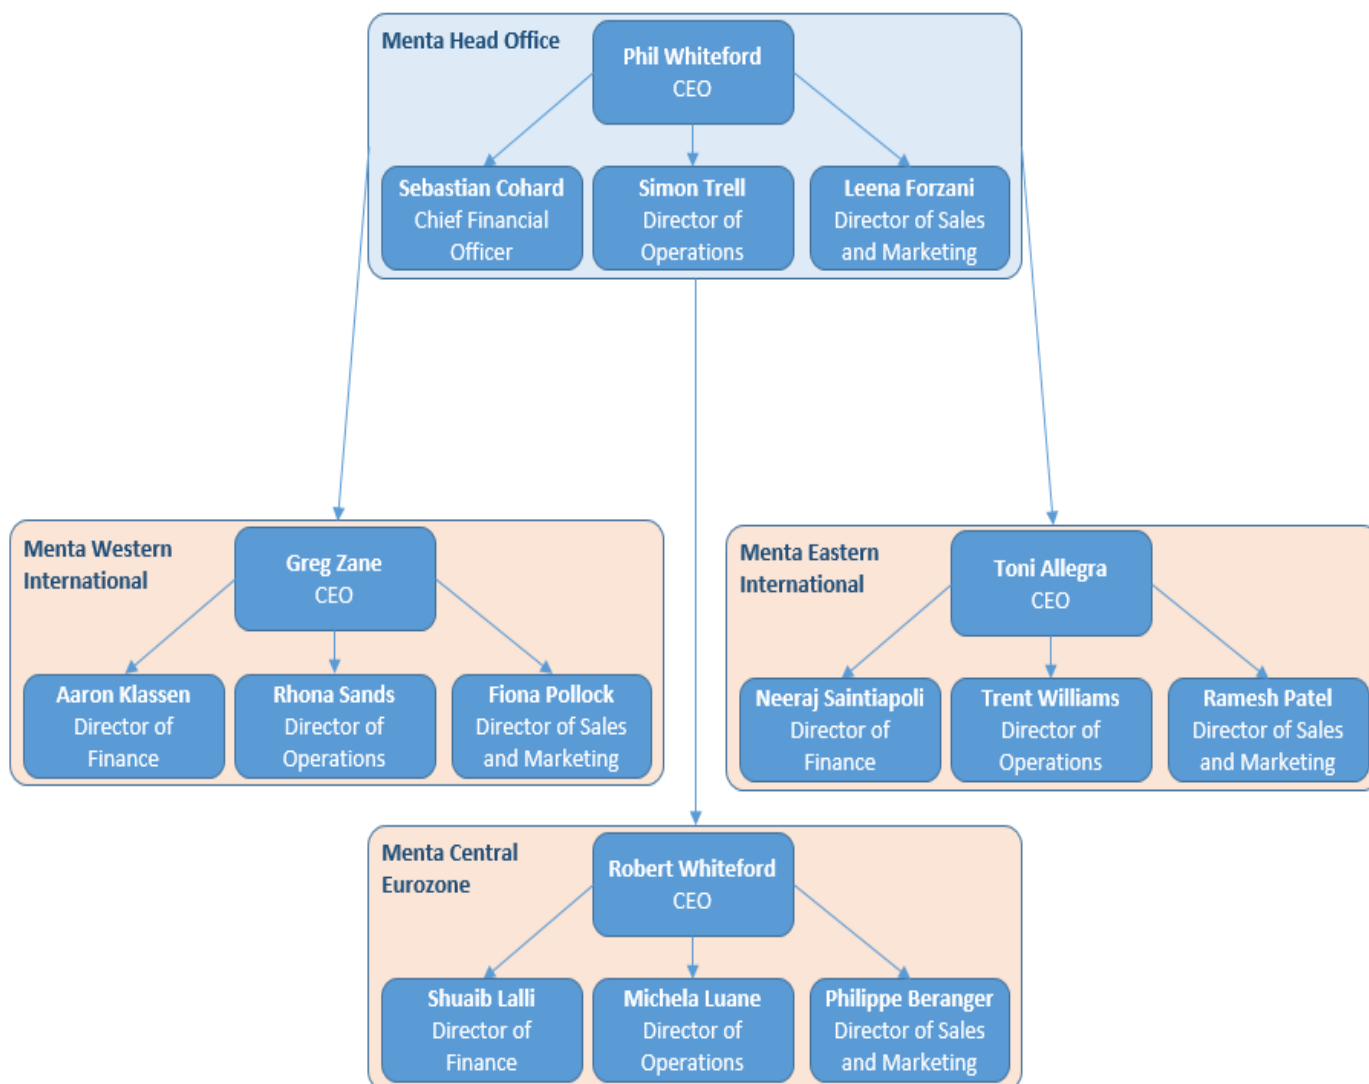 Menta Head Office
Phil Whiteford
CEO
Sebastian Cohard
Chief Financial
Officer
Simon Trell
Director of
Operations
Leena Forzani
Director of Sales
and Marketing
Menta Western
International
Greg Zane
CEO
Aaron Klassen
Director of
Finance
Rhona Sands
Director of
Operations
Fiona Pollock
Director of Sales
and Marketing
Menta Eastern
International
Toni Allegra
CEO
Neeraj Saintiapoli
Director of
Finance
Trent Williams
Director of
Operations
Ramesh Patel
Director of Sales
and Marketing
Menta Central
Eurozone
Robert Whiteford
CEO
Shuaib Lalli
Director of
Finance
Michela Luane
Director of
Operations
Philippe Beranger
Director of Sales
and Marketing